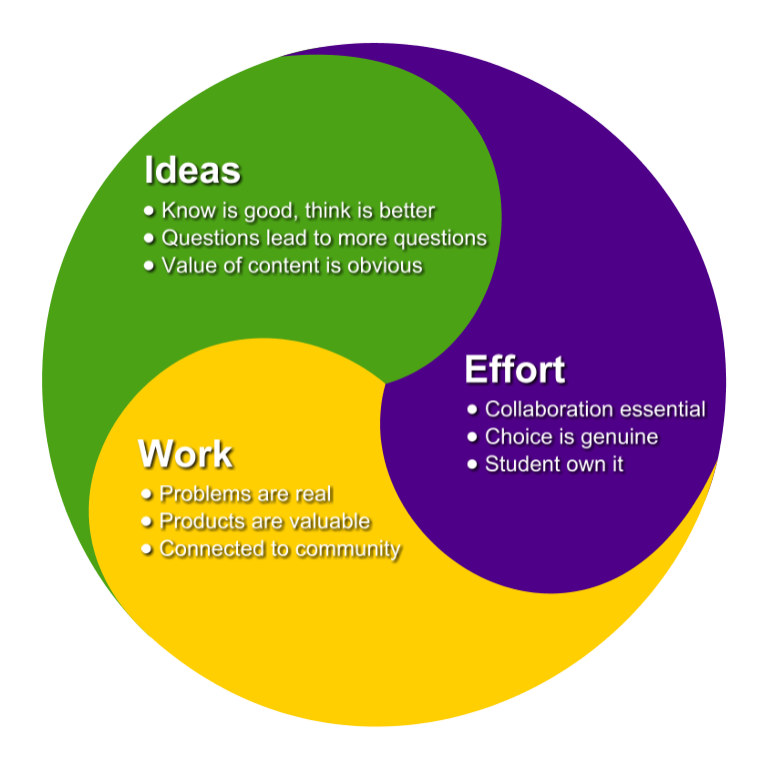 Ideas
• Know is good, think is better
• Questions lead to more questions
• Value of content is obvious
Effort
• Collaboration essential
• Choice is genuine
• Student own it
Work
• Problems are real
• Products are valuable
• Connected to community